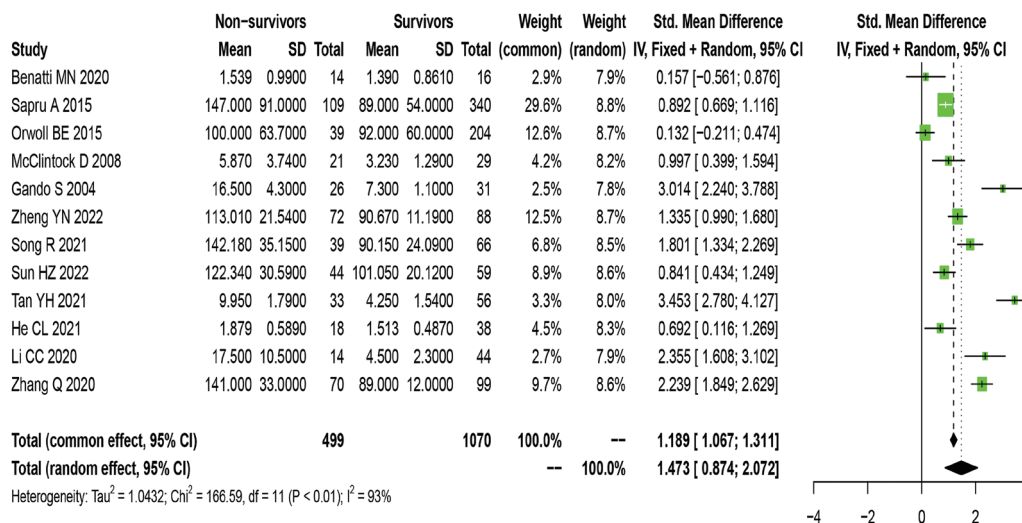 Non−survivors Survivors Weight Weight Std. Mean Difference Std. Mean Difference
Study Mean SD Total Mean SD Total (common) (random) IV, Fixed + Random, 95% CI IV, Fixed + Random, 95% CI
Benatti MN 2020 1.539 0.9900 14 1.390 0.8610 16 2.9% 7.9% 0.157 [−0.561; 0.876]
Sapru A 2015 147.000 91.0000 109 89.000 54.0000 340 29.6% 8.8% 0.892 [ 0.669; 1.116]
Orwoll BE 2015 100.000 63.7000 39 92.000 60.0000 204 12.6% 8.7% 0.132 [−0.211; 0.474]
McClintock D 2008 5.870 3.7400 21 3.230 1.2900 29 4.2% 8.2% 0.997 [ 0.399; 1.594]
Gando S 2004 16.500 4.3000 26 7.300 1.1000 31 2.5% 7.8% 3.014 [ 2.240; 3.788]
Zheng YN 2022 113.010 21.5400 72 90.670 11.1900 88 12.5% 8.7% 1.335 [ 0.990; 1.680]
Song R 2021 142.180 35.1500 39 90.150 24.0900 66 6.8% 8.5% 1.801 [ 1.334; 2.269]
Sun HZ 2022 122.340 30.5900 44 101.050 20.1200 59 8.9% 8.6% 0.841 [ 0.434; 1.249]
Tan YH 2021 9.950 1.7900 33 4.250 1.5400 56 3.3% 8.0% 3.453 [ 2.780; 4.127]
He CL 2021 1.879 0.5890 18 1.513 0.4870 38 4.5% 8.3% 0.692 [ 0.116; 1.269]
Li CC 2020 17.500 10.5000 14 4.500 2.3000 44 2.7% 7.9% 2.355 [ 1.608; 3.102]
Zhang Q 2020 141.000 33.0000 70 89.000 12.0000 99 9.7% 8.6% 2.239 [ 1.849; 2.629]
Total (common effect, 95% CI) 499 1070 100.0% −− 1.189 [ 1.067; 1.311]
Total (random effect, 95% CI) −− 100.0% 1.473 [ 0.874; 2.072]
Heterogeneity: Tau² = 1.0432; Chi² = 166.59, df = 11 (P < 0.01); I² = 93%
−4 −2 0 2